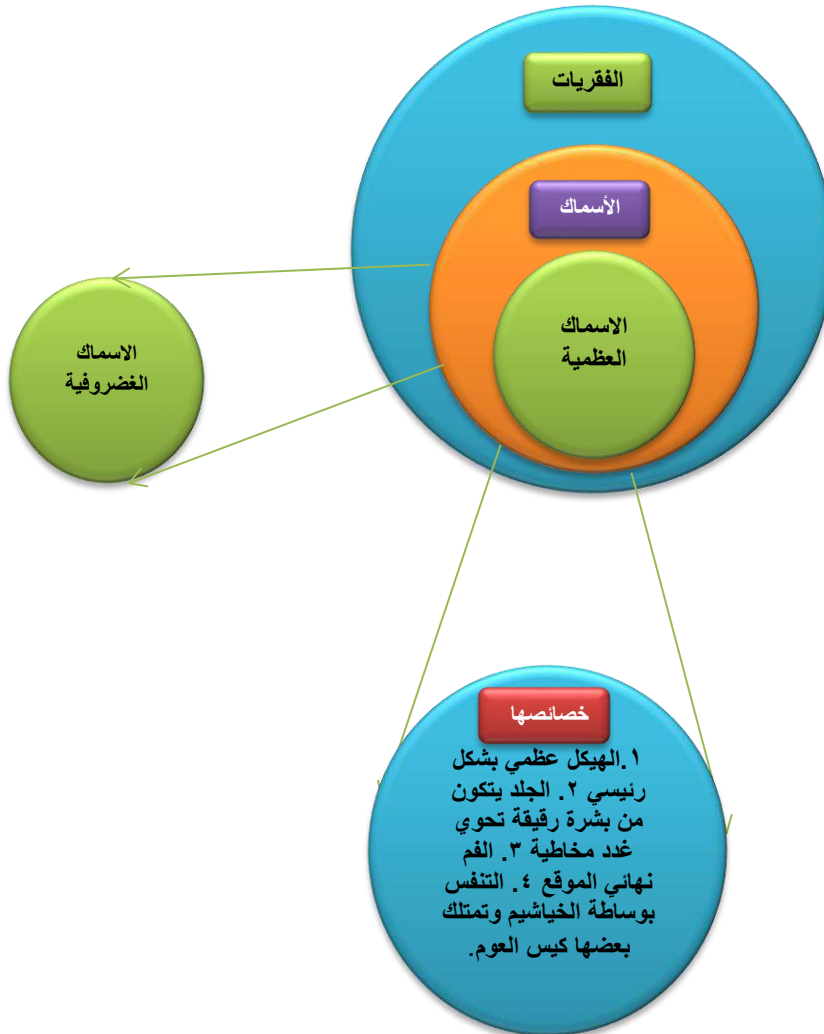 الفقريات
الأسماك
الاسماك
العظمية
الاسماك
الغضروفية
خصائصها
١.الهيكل عظمي بشكل
رئيسي ٢. الجلد يتكون
من بشرة رقيقة تحوي
غدد مخاطية ٣. الفم
نهائي الموقع ٤. التنفس
بوساطة الخياشيم وتمتلك
بعضها كيس العوم.